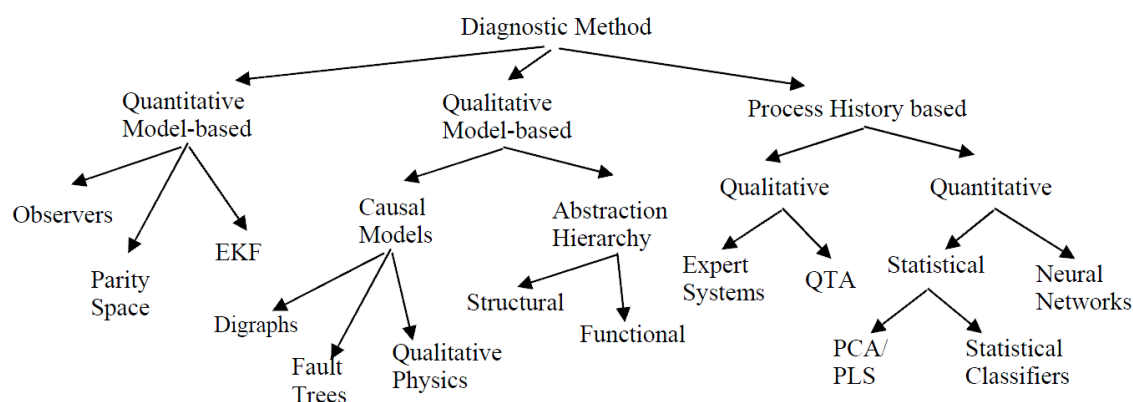 Diagnostic Method
Quantitative
Model-based
Qualitative
Model-based
Process History based
Observers
Parity
Space
EKF
Causal
Models
Abstraction
Hierarchy
Digraphs
Fault
Trees
Qualitative
Physics
Structural
Functional
Qualitative
Quantitative
Expert
Systems
QTA
Statistical
Neural
Networks
PCA/
PLS
Statistical
Classifiers